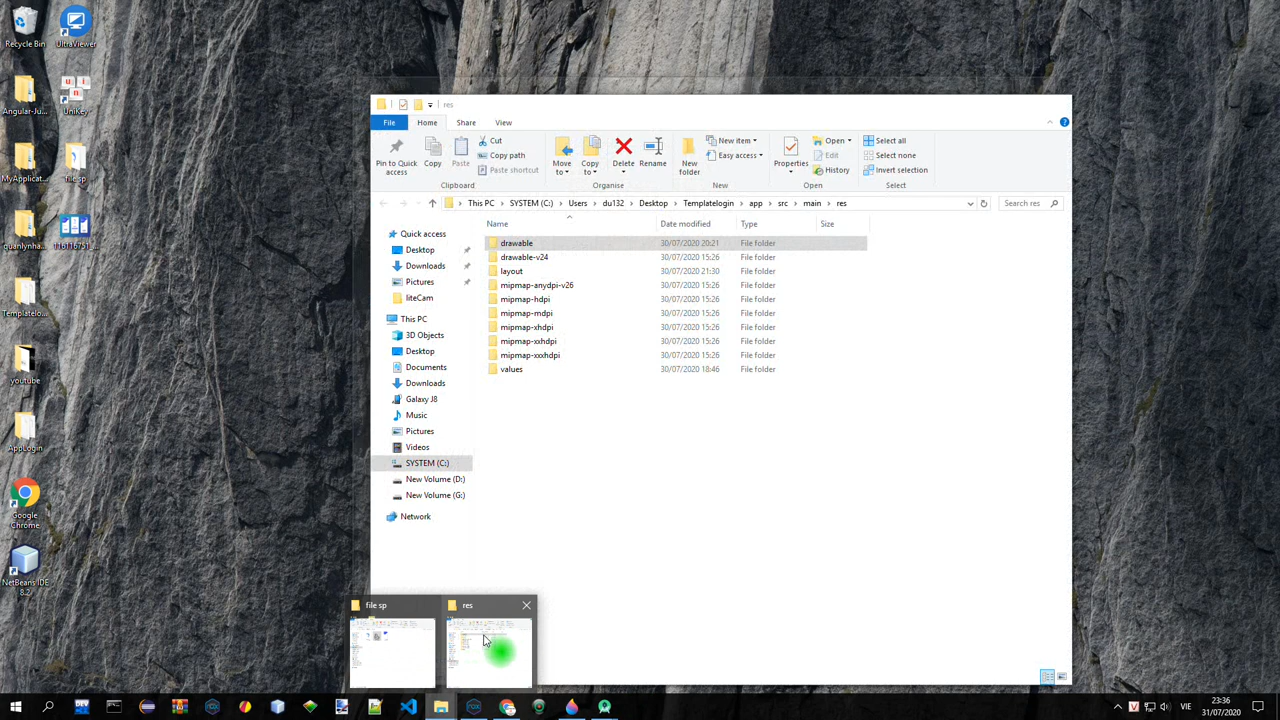 Recycle Bin
UltraViewer
Angular-Ju...
UniKey
MyApplicat...
file sp
quanlynha...
116116751_...
Templatelo...
youtube
AppLogin
Google
Chrome
NetBeans IDE
8.2
res
File
Home
Share
View
Pin to Quick
access
Copy
Paste
Cut
Copy path
Paste shortcut
Clipboard
Move
to
Copy
to
Delete
Rename
Organise
New
folder
New item
Easy access
New
Properties
Open
Edit
History
Open
Select all
Select none
Invert selection
Select
This PC > SYSTEM (C:) > Users > du132 > Desktop > Templatelogin > app > src > main > res
Search res
Name Date modified Type Size
Quick access
Desktop
Downloads
Pictures
liteCam
This PC
3D Objects
Desktop
Documents
Downloads
Galaxy J8
Music
Pictures
Videos
SYSTEM (C:)
New Volume (D:)
New Volume (G:)
Network
drawable 30/07/2020 20:21 File folder
drawable-v24 30/07/2020 15:26 File folder
layout 30/07/2020 21:30 File folder
mipmap-anydpi-v26 30/07/2020 15:26 File folder
mipmap-hdpi 30/07/2020 15:26 File folder
mipmap-mdpi 30/07/2020 15:26 File folder
mipmap-xhdpi 30/07/2020 15:26 File folder
mipmap-xxhdpi 30/07/2020 15:26 File folder
mipmap-xxxhdpi 30/07/2020 15:26 File folder
values 30/07/2020 18:46 File folder
file sp
res
DEV
VIE
23:36
31/07/2020